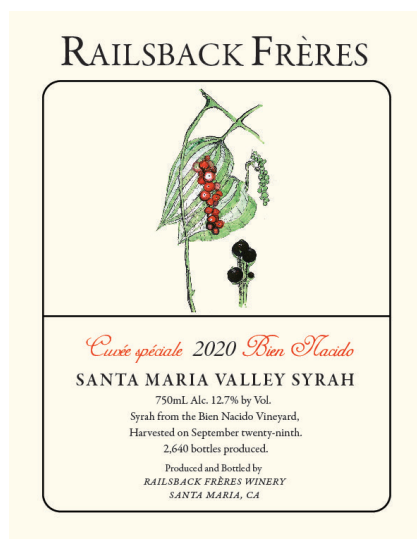 RAILSBACK FRÈRES
Cuvée spéciale 2020 Bien Nacido
SANTA MARIA VALLEY SYRAH
750mL Alc. 12.7% by Vol.
Syrah from the Bien Nacido Vineyard,
Harvested on September twenty-ninth.
2,640 bottles produced.
Produced and Bottled by
RAILSBACK FRÈRES WINERY
SANTA MARIA, CA